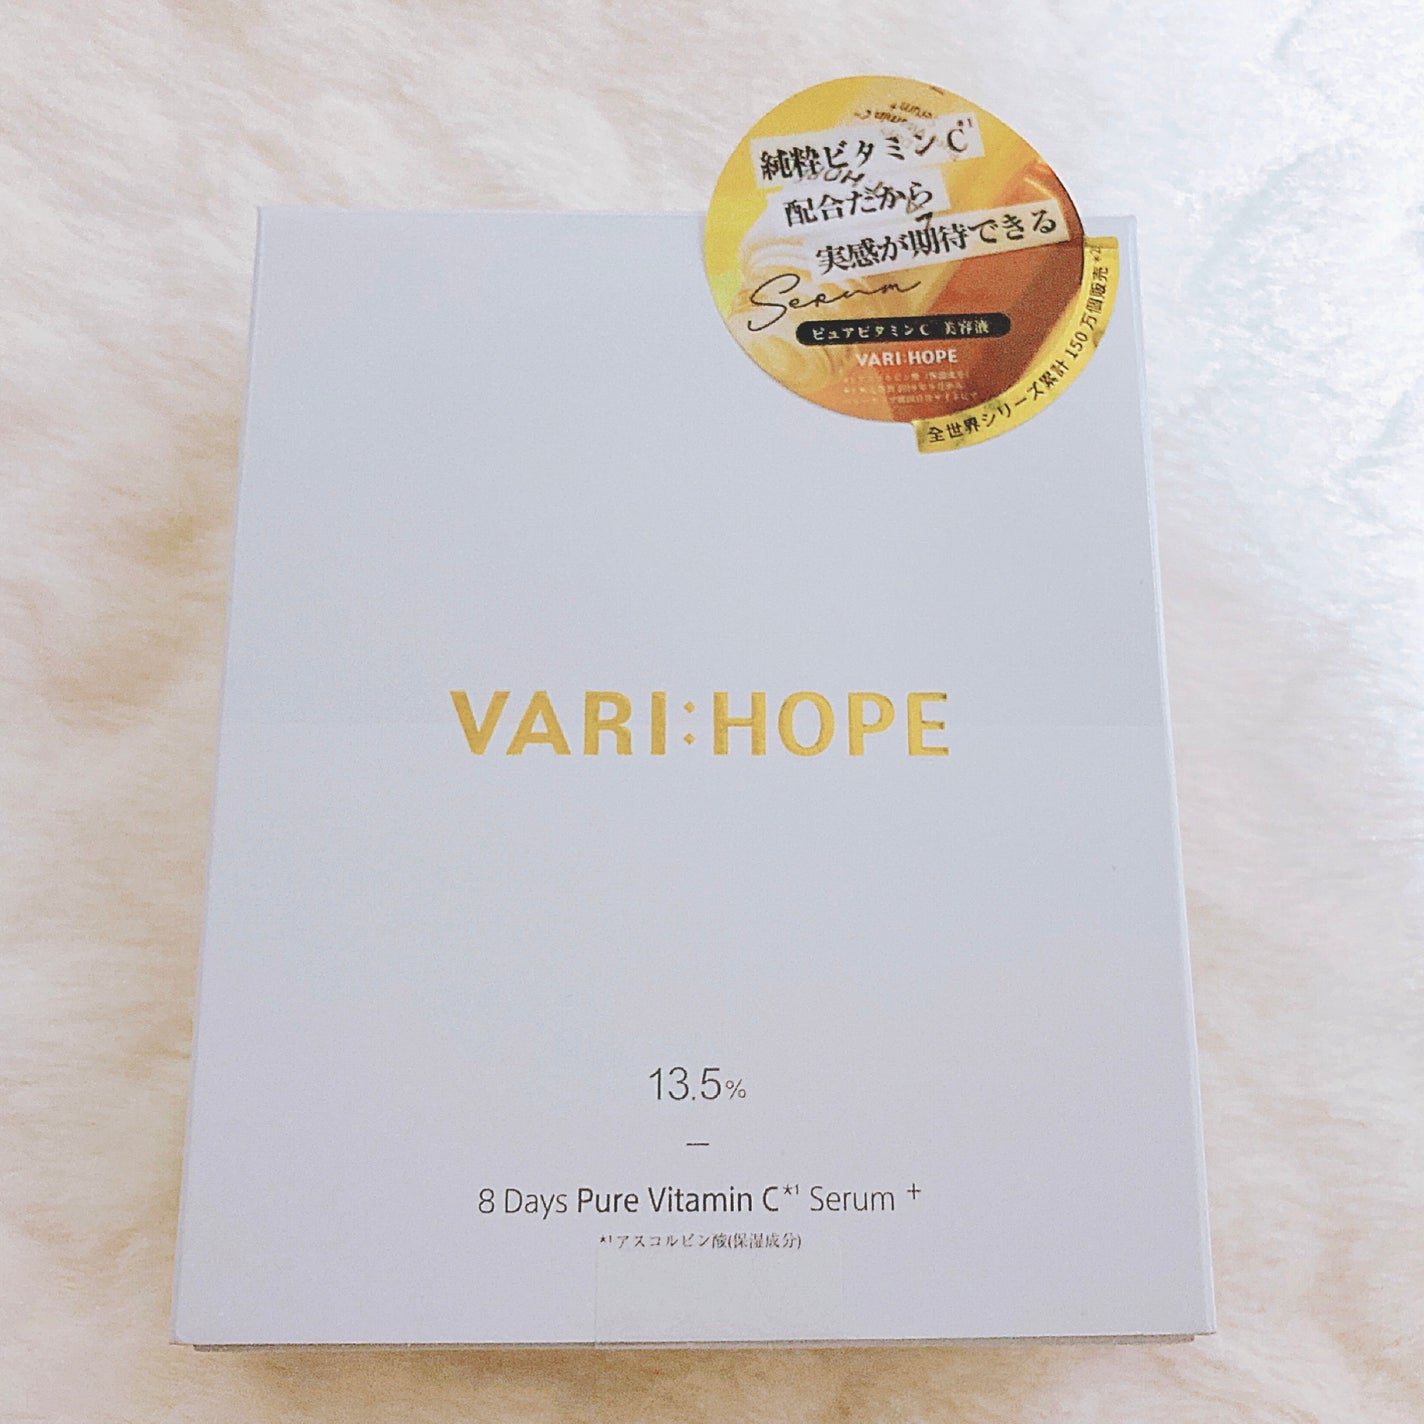 純粋ビタミンC*1
配合だから
実感が期待できる
Serum
ピュアビタミンC 美容液
VARI:HOPE
全世界シリーズ累計150万個販売*2
VARI:HOPE
13.5%
8 Days Pure Vitamin C*1 Serum +
*1アスコルビン酸(保湿成分)